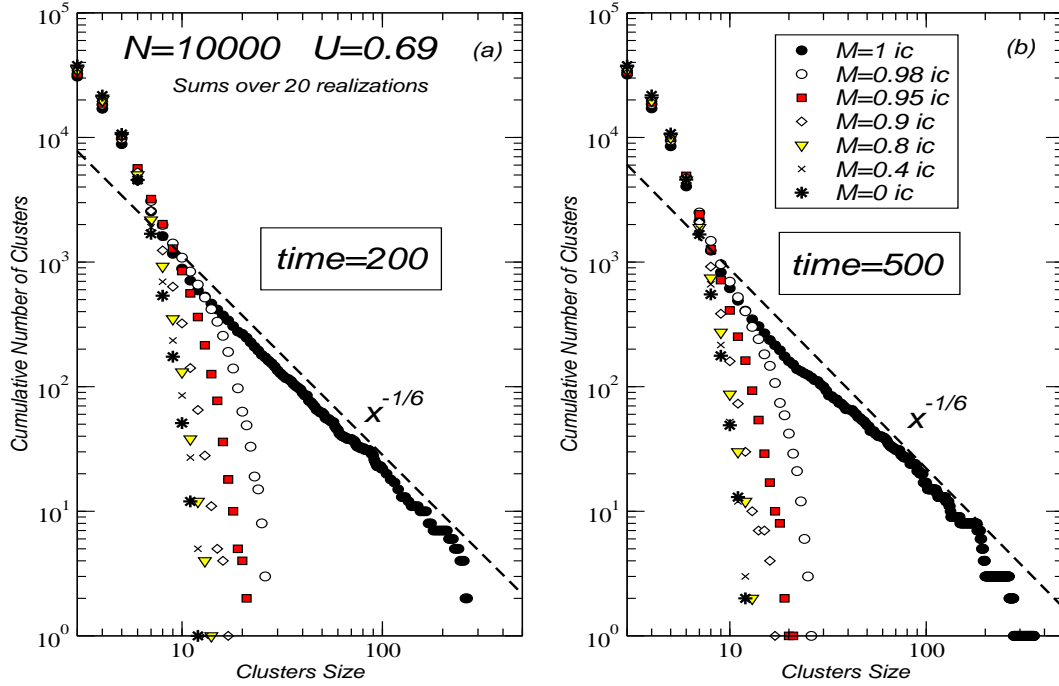 N=10000 U=0.69
(a)
Sums over 20 realizations
time=200
x^{-1/6}
Cumulative Number of Clusters
10^5
10^4
10^3
10^2
10^1
10^0
10
100
Clusters Size
(b)
M=1 ic
M=0.98 ic
M=0.95 ic
M=0.9 ic
M=0.8 ic
M=0.4 ic
M=0 ic
time=500
x^{-1/6}
Cumulative Number of Clusters
10^5
10^4
10^3
10^2
10^1
10^0
10
100
Clusters Size